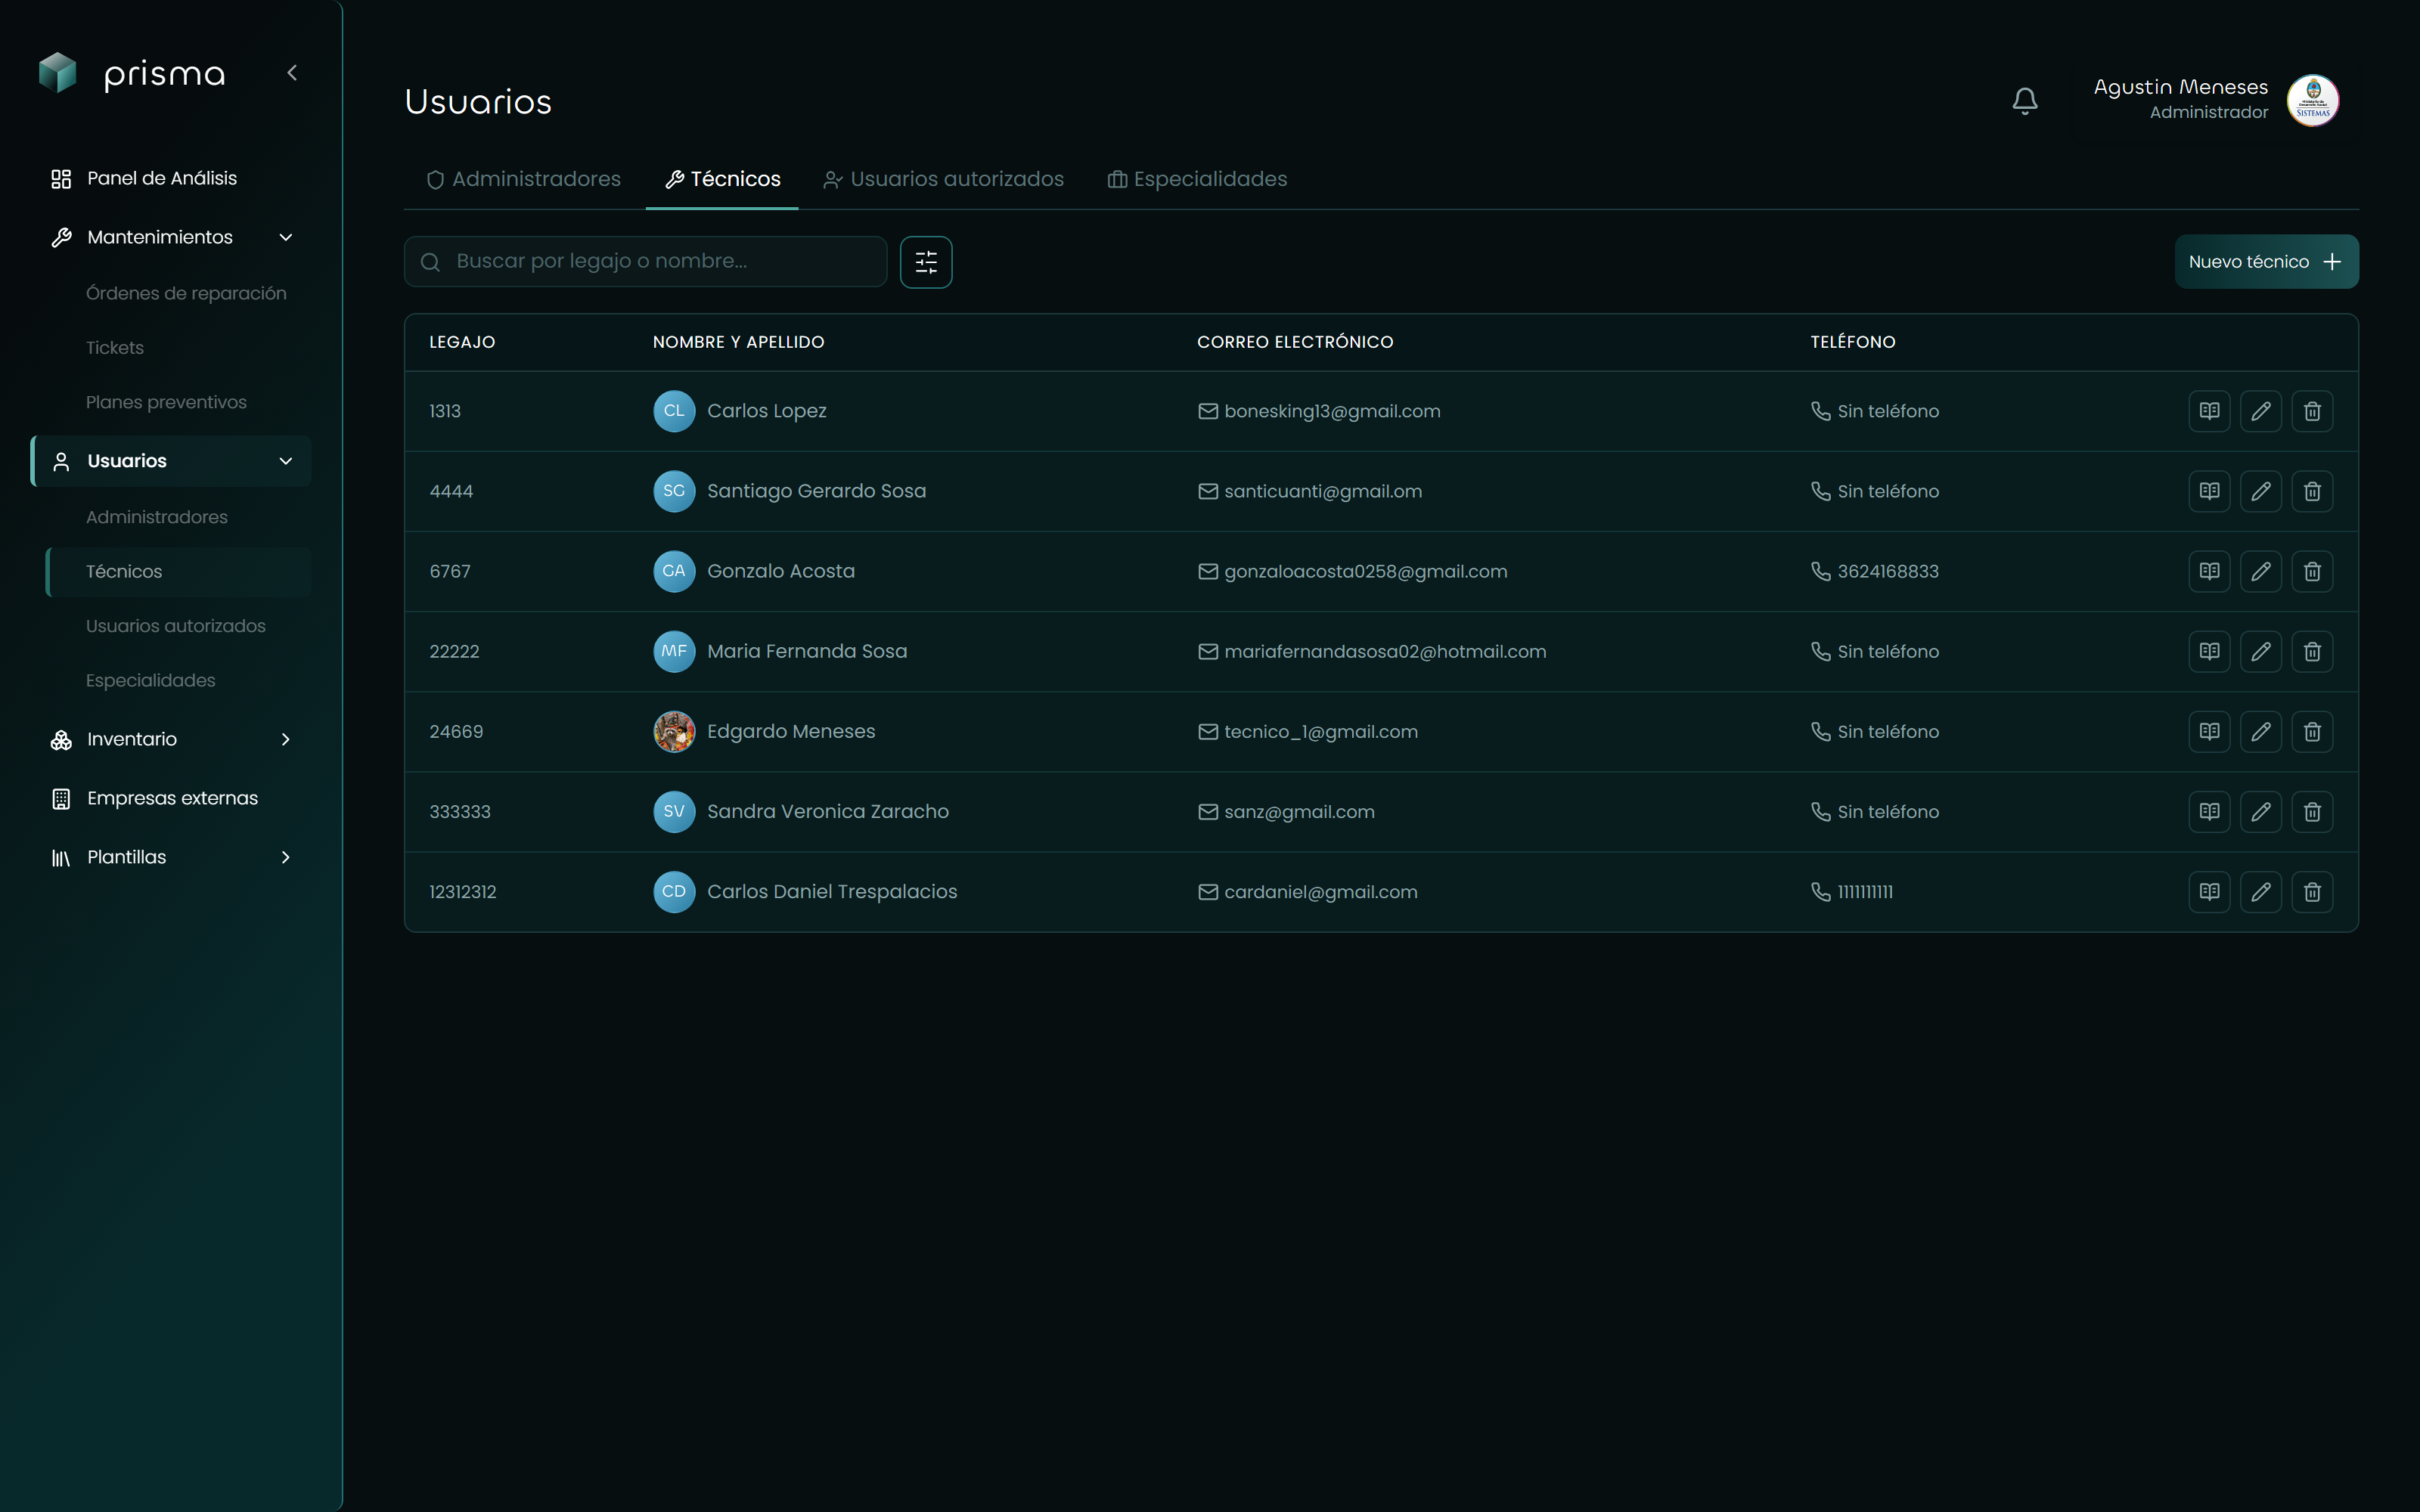 prisma
Panel de Análisis
Mantenimientos
Órdenes de reparación
Tickets
Planes preventivos
Usuarios
Administradores
Técnicos
Usuarios autorizados
Especialidades
Inventario
Empresas externas
Plantillas
Usuarios
Agustin Meneses
Administrador
SISTEMAS
Administradores Técnicos Usuarios autorizados Especialidades
Buscar por legajo o nombre...
Nuevo técnico
LEGAJO NOMBRE Y APELLIDO CORREO ELECTRÓNICO TELÉFONO
1313 CL Carlos Lopez bonesking13@gmail.com Sin teléfono
4444 SG Santiago Gerardo Sosa santicuanti@gmail.om Sin teléfono
6767 GA Gonzalo Acosta gonzaloacosta0258@gmail.com 3624168833
22222 MF Maria Fernanda Sosa mariafernandasosa02@hotmail.com Sin teléfono
24669 Edgardo Meneses tecnico_1@gmail.com Sin teléfono
333333 SV Sandra Veronica Zaracho sanz@gmail.com Sin teléfono
12312312 CD Carlos Daniel Trespalacios cardaniel@gmail.com 1111111111